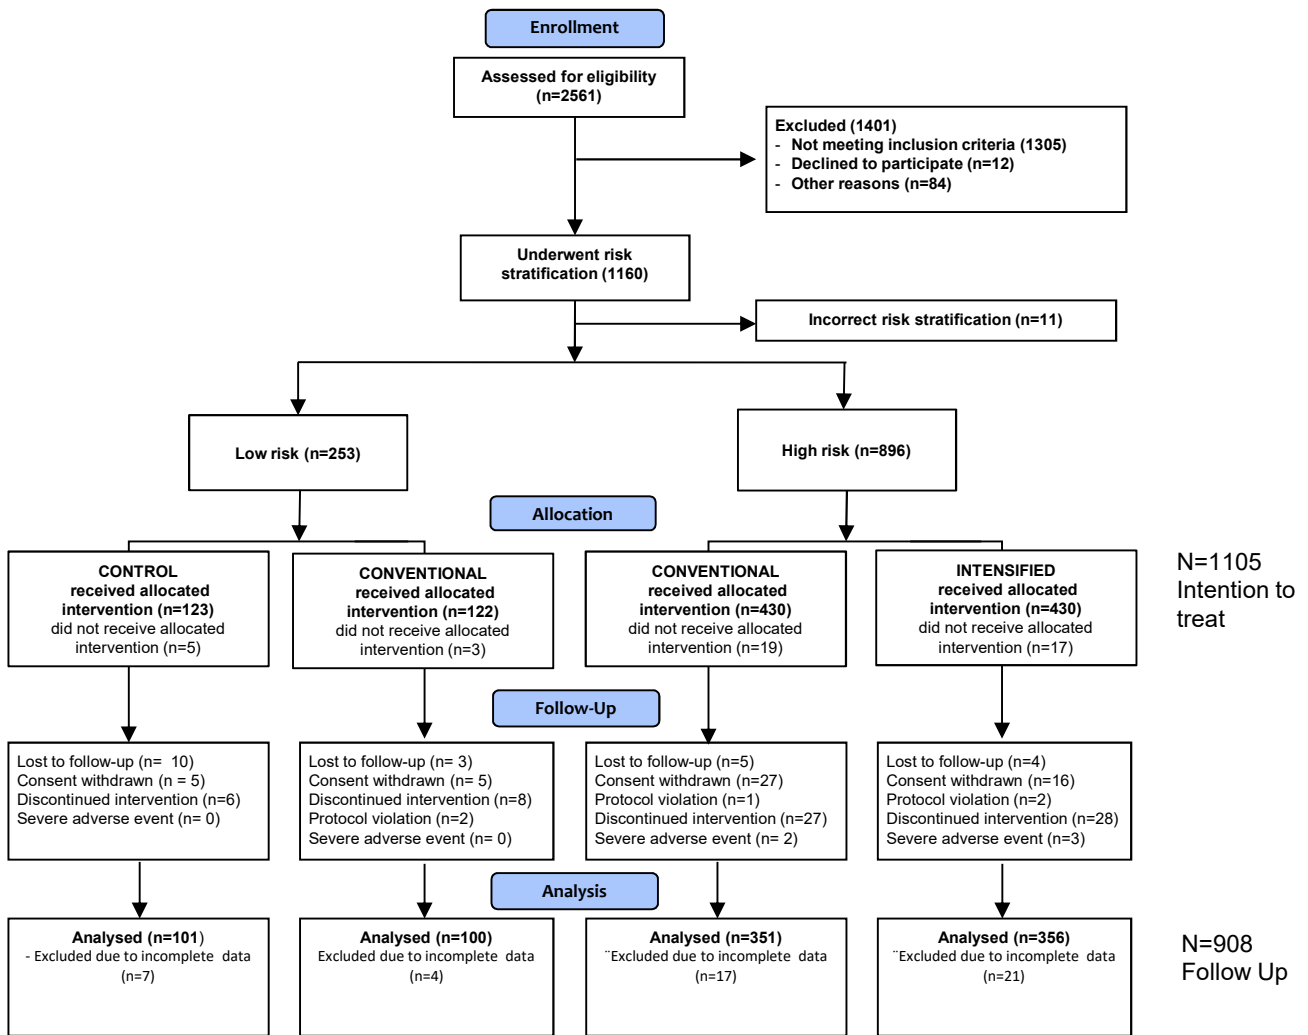 Enrollment
Assessed for eligibility
(n=2561)
Excluded (1401)
- Not meeting inclusion criteria (1305)
- Declined to participate (n=12)
- Other reasons (n=84)
Underwent risk
stratification (1160)
Incorrect risk stratification (n=11)
Low risk (n=253)
High risk (n=896)
Allocation
CONTROL
received allocated
intervention (n=123)
did not receive allocated
intervention (n=5)
CONVENTIONAL
received allocated
intervention (n=122)
did not receive allocated
intervention (n=3)
CONVENTIONAL
received allocated
intervention (n=430)
did not receive allocated
intervention (n=19)
INTENSIFIED
received allocated
intervention (n=430)
did not receive allocated
intervention (n=17)
N=1105
Intention to
treat
Follow-Up
Lost to follow-up (n=  10)
Consent withdrawn (n = 5)
Discontinued intervention (n=6)
Severe adverse event (n= 0)
Lost to follow-up (n= 3)
Consent withdrawn (n= 5)
Discontinued intervention (n=8)
Protocol violation (n=2)
Severe adverse event (n= 0)
Lost to follow-up (n=5)
Consent withdrawn (n=27)
Protocol violation (n=1)
Discontinued intervention (n=27)
Severe adverse event (n= 2)
Lost to follow-up (n=4)
Consent withdrawn (n=16)
Protocol violation (n=2)
Discontinued intervention (n=28)
Severe adverse event (n=3)
Analysis
Analysed (n=101)
- Excluded due to incomplete data
(n=7)
Analysed (n=100)
Excluded due to incomplete data
(n=4)
Analysed (n=351)
¨Excluded due to incomplete data
(n=17)
Analysed (n=356)
¨Excluded due to incomplete data
(n=21)
N=908
Follow Up